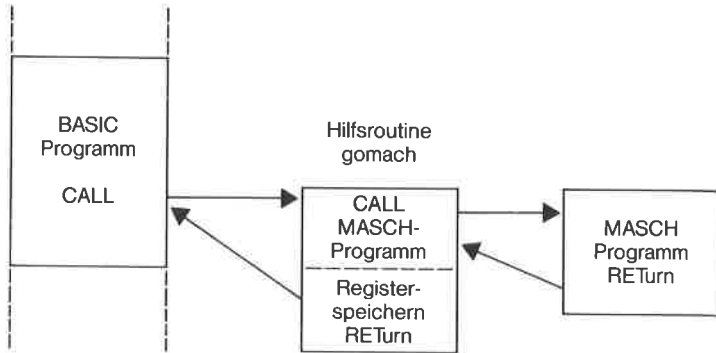 BASIC
Programm
CALL
Hilfsroutine
gomach
CALL
MASCH-
Programm
Register-
speichern
RETurn
MASCH
Programm
RETurn